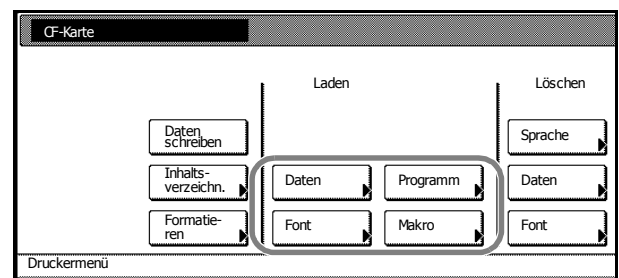 CF-Karte
Laden
Löschen
Daten
schreiben
Sprache
Inhalts-
verzeichn.
Daten
Programm
Daten
Formatie-
ren
Font
Makro
Font
Druckermenü